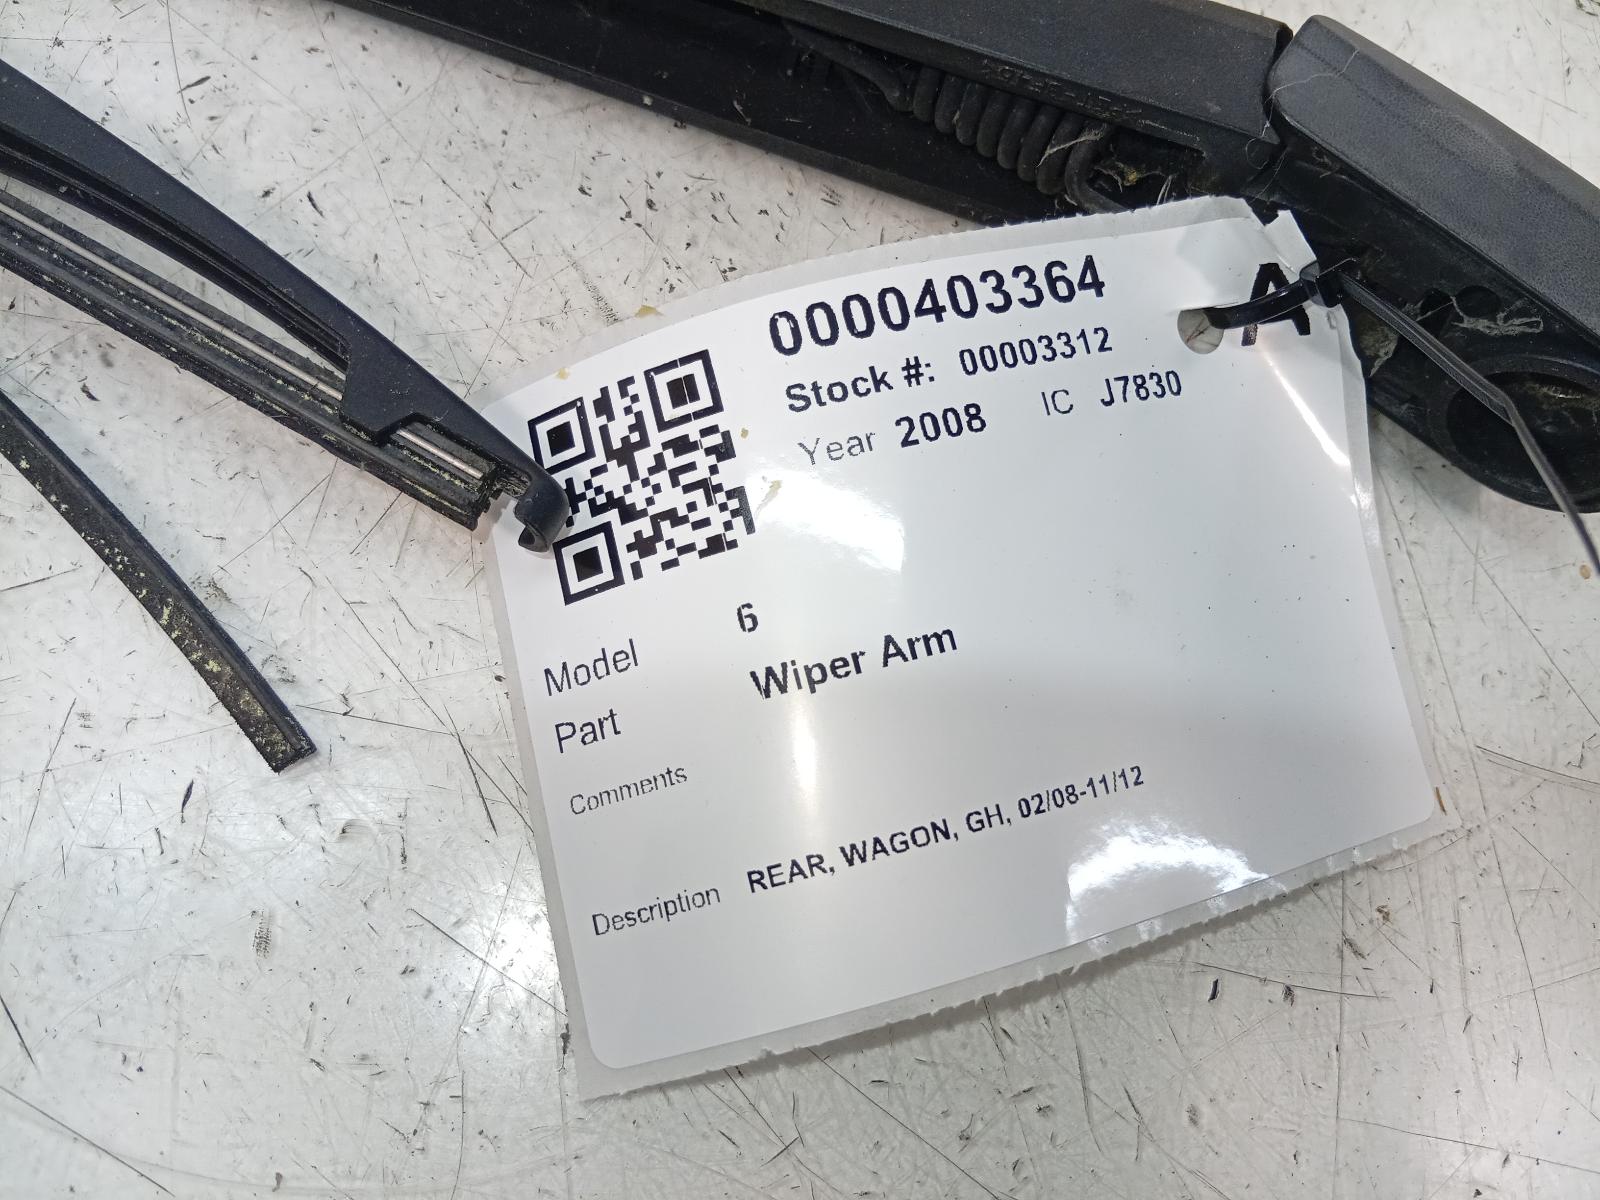 0000403364
A
Stock #: 00003312
Year 2008 IC J7830
Model 6
Part Wiper Arm
Comments
Description REAR, WAGON, GH, 02/08-11/12